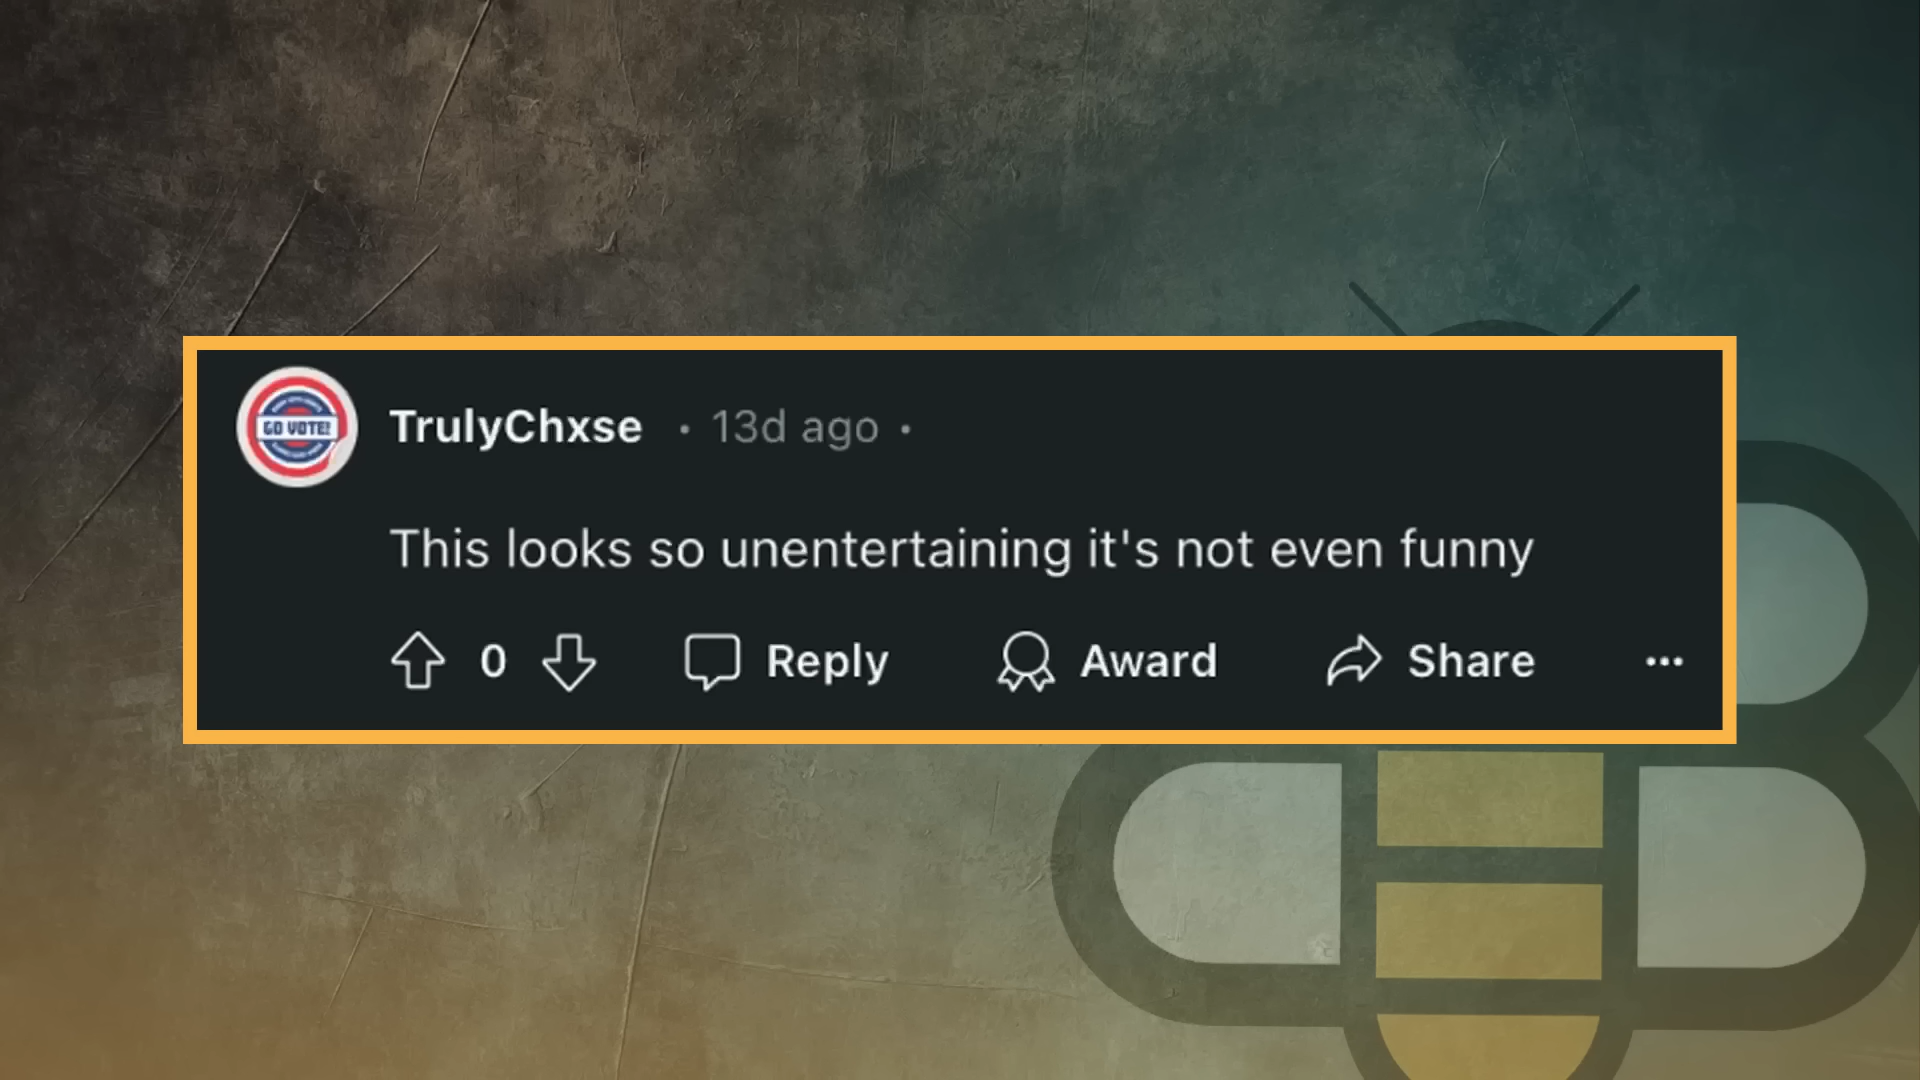 GO VOTE!
TrulyChxse · 13d ago ·
This looks so unentertaining it's not even funny
0 Reply Award Share ...